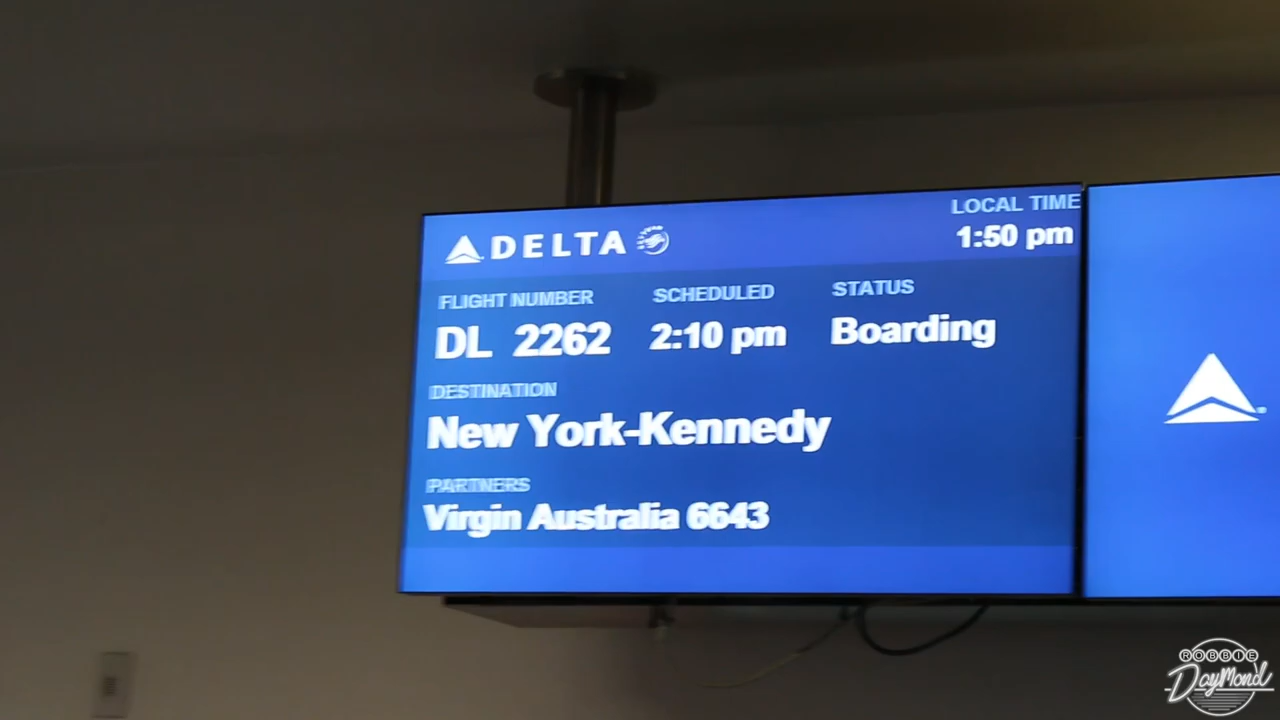 DELTA
LOCAL TIME
1:50 pm
FLIGHT NUMBER SCHEDULED STATUS
DL 2262 2:10 pm Boarding
DESTINATION
New York-Kennedy
PARTNERS
Virgin Australia 6643
ROBBIE
DayMond